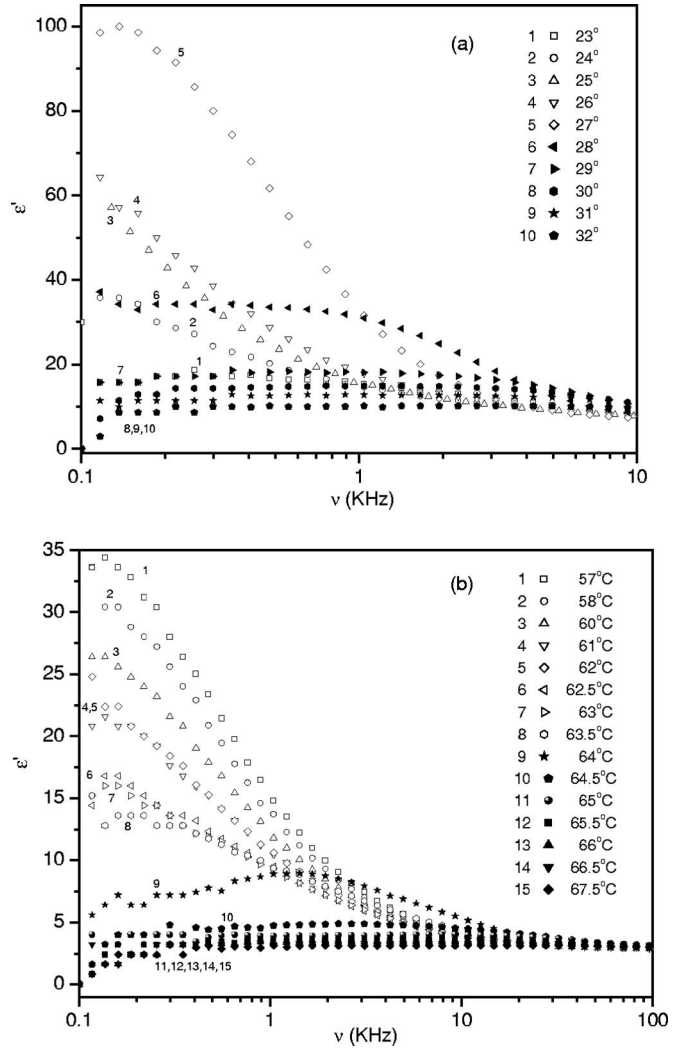 (a)
100
80
60
40
20
0
ε'
0.1
1
10
ν (KHz)
5
4
3
6
2
1
7
8,9,10
1 23°
2 24°
3 25°
4 26°
5 27°
6 28°
7 29°
8 30°
9 31°
10 32°
(b)
35
30
25
20
15
10
5
0
ε'
0.1
1
10
100
ν (KHz)
1
2
3
4,5
6
7
8
9
10
11,12,13,14,15
1 57°C
2 58°C
3 60°C
4 61°C
5 62°C
6 62.5°C
7 63°C
8 63.5°C
9 64°C
10 64.5°C
11 65°C
12 65.5°C
13 66°C
14 66.5°C
15 67.5°C